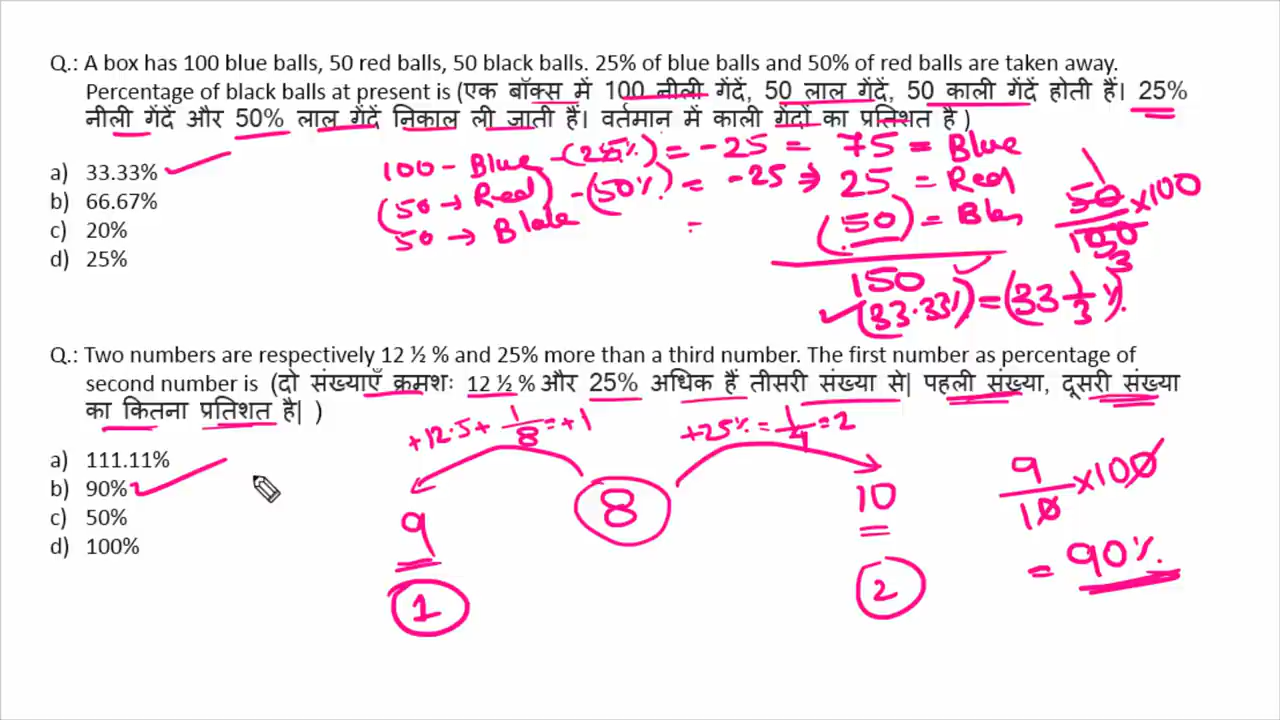 Q.: A box has 100 blue balls, 50 red balls, 50 black balls. 25% of blue balls and 50% of red balls are taken away.
Percentage of black balls at present is (एक बॉक्स में 100 नीली गेंदें, 50 लाल गेंदें, 50 काली गेंदें होती हैं। 25%
नीली गेंदें और 50% लाल गेंदें निकाल ली जाती हैं। वर्तमान में काली गेंदों का प्रतिशत है )
a) 33.33%
b) 66.67%
c) 20%
d) 25%
100 - Blue -(25%) = -25 = 75 = Blue
(50 → Red) -(50%) = -25 → 25 = Red
50 → Black = (50) =
50/150 ×100
3
150
(33.33%) = (33 1/3 %)
Q.: Two numbers are respectively 12 ½ % and 25% more than a third number. The first number as percentage of
second number is (दो संख्याएँ क्रमशः 12 ½ % और 25% अधिक हैं तीसरी संख्या से| पहली संख्या, दूसरी संख्या
का कितना प्रतिशत है| )
a) 111.11%
b) 90%
c) 50%
d) 100%
+12.5+ 1/8 = +1
+25% = 1/4 = 2
9
8
10
9/10 ×100
= 90%
1
2